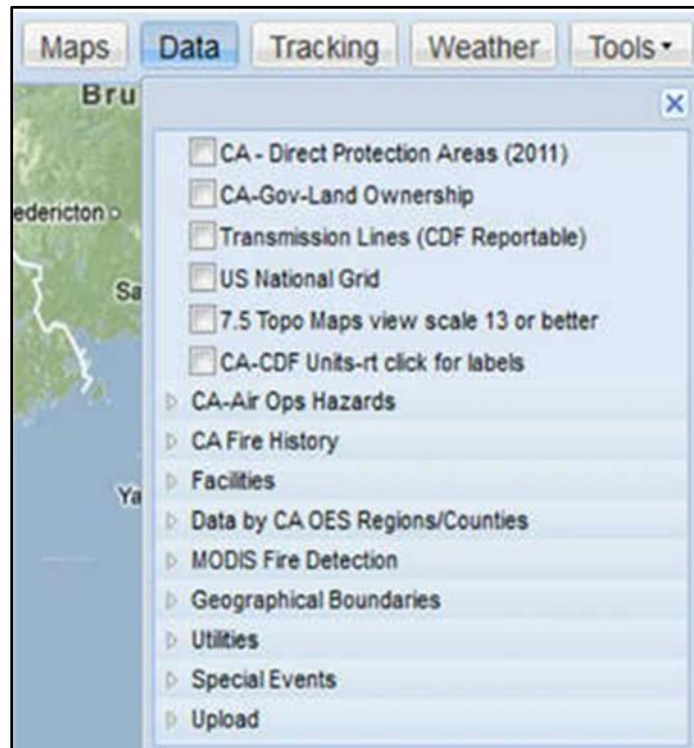 Maps Data Tracking Weather Tools
Bru
CA - Direct Protection Areas (2011)
CA-Gov-Land Ownership
edericton
Transmission Lines (CDF Reportable)
US National Grid
Sa
7.5 Topo Maps view scale 13 or better
CA-CDF Units-rt click for labels
CA-Air Ops Hazards
CA Fire History
Facilities
Ya
Data by CA OES Regions/Counties
MODIS Fire Detection
Geographical Boundaries
Utilities
Special Events
Upload